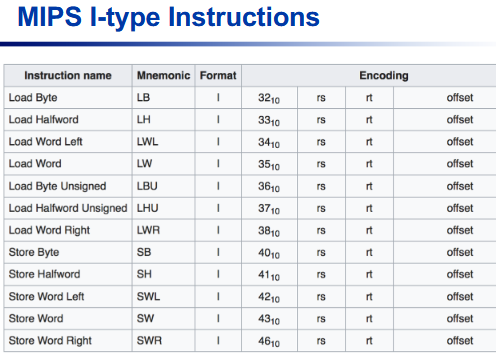 MIPS I-type Instructions
Instruction name Mnemonic Format Encoding
Load Byte LB I 32₁₀ rs rt offset
Load Halfword LH I 33₁₀ rs rt offset
Load Word Left LWL I 34₁₀ rs rt offset
Load Word LW I 35₁₀ rs rt offset
Load Byte Unsigned LBU I 36₁₀ rs rt offset
Load Halfword Unsigned LHU I 37₁₀ rs rt offset
Load Word Right LWR I 38₁₀ rs rt offset
Store Byte SB I 40₁₀ rs rt offset
Store Halfword SH I 41₁₀ rs rt offset
Store Word Left SWL I 42₁₀ rs rt offset
Store Word SW I 43₁₀ rs rt offset
Store Word Right SWR I 46₁₀ rs rt offset